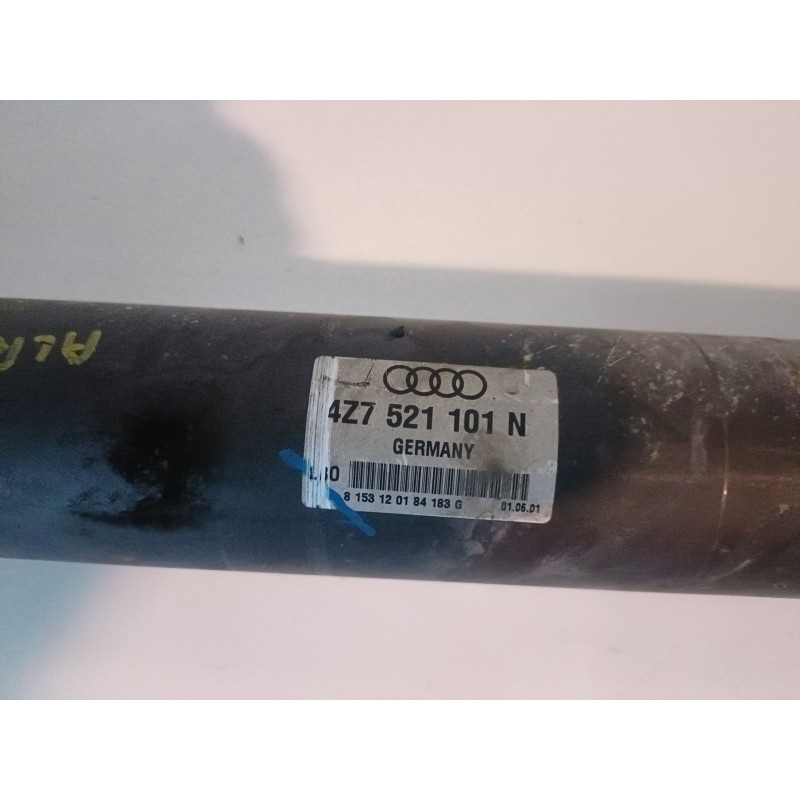 4Z7 521 101 N
GERMANY
8 153 12 01 84 183 G 01.06.01